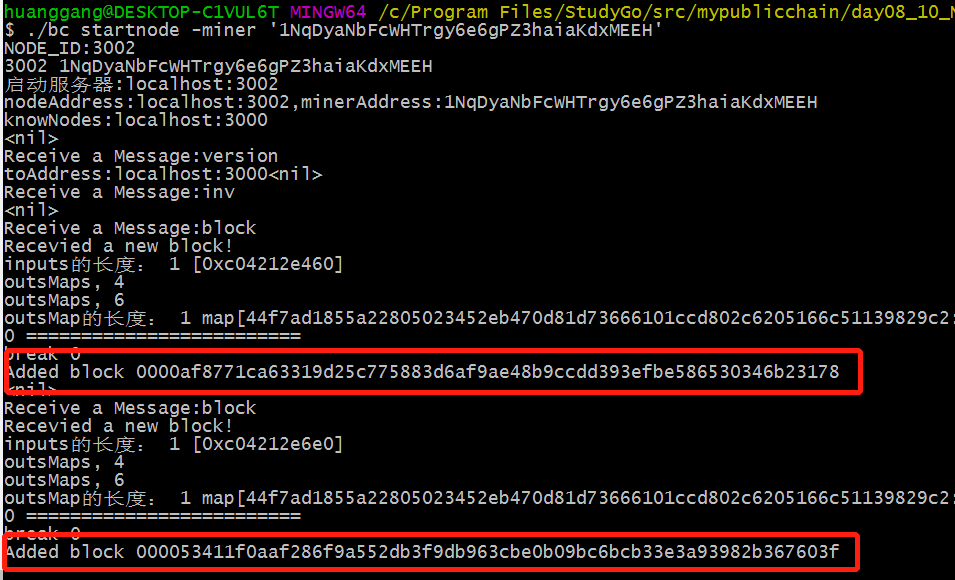 huanggang@DESKTOP-C1VUL6T MINGW64 /c/Program Files/StudyGo/src/mypublicchain/day08_10_
$ ./bc startnode -miner '1NqDyaNbFcWHTrgy6e6gPZ3haiaKdxMEEH'
NODE_ID:3002
3002 1NqDyaNbFcWHTrgy6e6gPZ3haiaKdxMEEH
启动服务器:localhost:3002
nodeAddress:localhost:3002,minerAddress:1NqDyaNbFcWHTrgy6e6gPZ3haiaKdxMEEH
knowNodes:localhost:3000
<nil>
Receive a Message:version
toAddress:localhost:3000<nil>
Receive a Message:inv
<nil>
Receive a Message:block
Recevied a new block!
inputs的长度： 1 [0xc04212e460]
outsMaps, 4
outsMaps, 6
outsMap的长度： 1 map[44f7ad1855a22805023452eb470d81d73666101ccd802c6205166c51139829c2:
0 =========================
break 0
Added block 0000af8771ca63319d25c775883d6af9ae48b9ccdd393efbe586530346b23178
<nil>
Receive a Message:block
Recevied a new block!
inputs的长度： 1 [0xc04212e6e0]
outsMaps, 4
outsMaps, 6
outsMap的长度： 1 map[44f7ad1855a22805023452eb470d81d73666101ccd802c6205166c51139829c2:
0 =========================
break 0
Added block 000053411f0aaf286f9a552db3f9db963cbe0b09bc6bcb33e3a93982b367603f